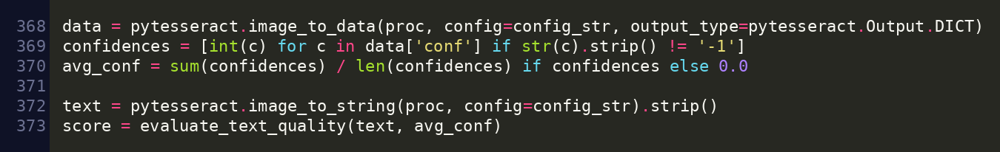 368 data = pytesseract.image_to_data(proc, config=config_str, output_type=pytesseract.Output.DICT)
369 confidences = [int(c) for c in data['conf'] if str(c).strip() != '-1']
370 avg_conf = sum(confidences) / len(confidences) if confidences else 0.0
371
372 text = pytesseract.image_to_string(proc, config=config_str).strip()
373 score = evaluate_text_quality(text, avg_conf)